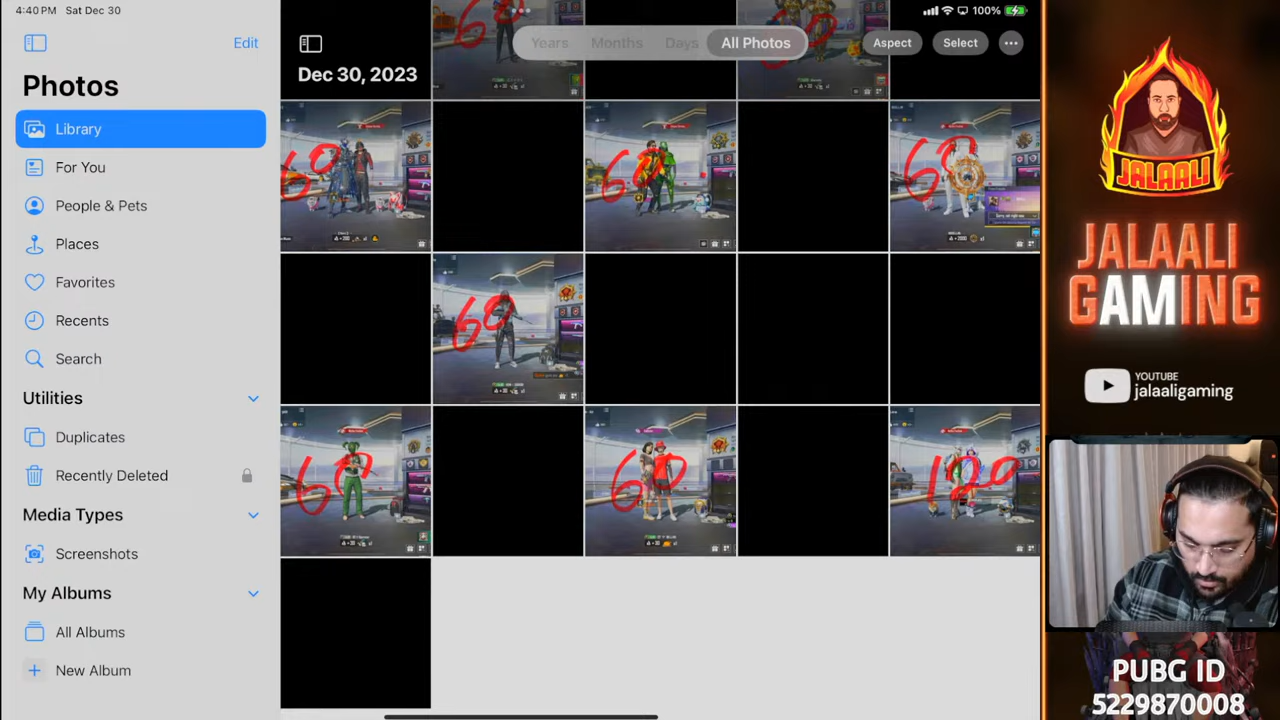 4:40 PM Sat Dec 30
100%
Edit
Photos
Library
For You
People & Pets
Places
Favorites
Recents
Search
Utilities
Duplicates
Recently Deleted
Media Types
Screenshots
My Albums
All Albums
New Album
Years Months Days All Photos
Aspect Select
Dec 30, 2023
60
60 60 60
60
60 60 120
JALAALI
JALAALI
GAMING
YOUTUBE
jalaaligaming
PUBG ID
5229870008